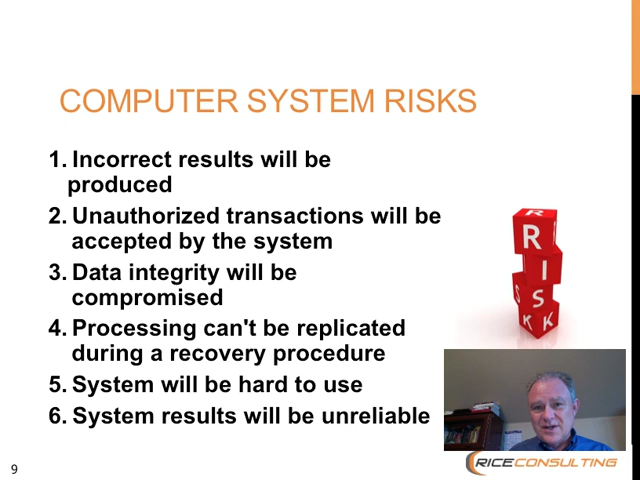 COMPUTER SYSTEM RISKS
1. Incorrect results will be
produced
2. Unauthorized transactions will be
accepted by the system
3. Data integrity will be
compromised
4. Processing can't be replicated
during a recovery procedure
5. System will be hard to use
6. System results will be unreliable
R
R
I
S S
K K
RICECONSULTING
9